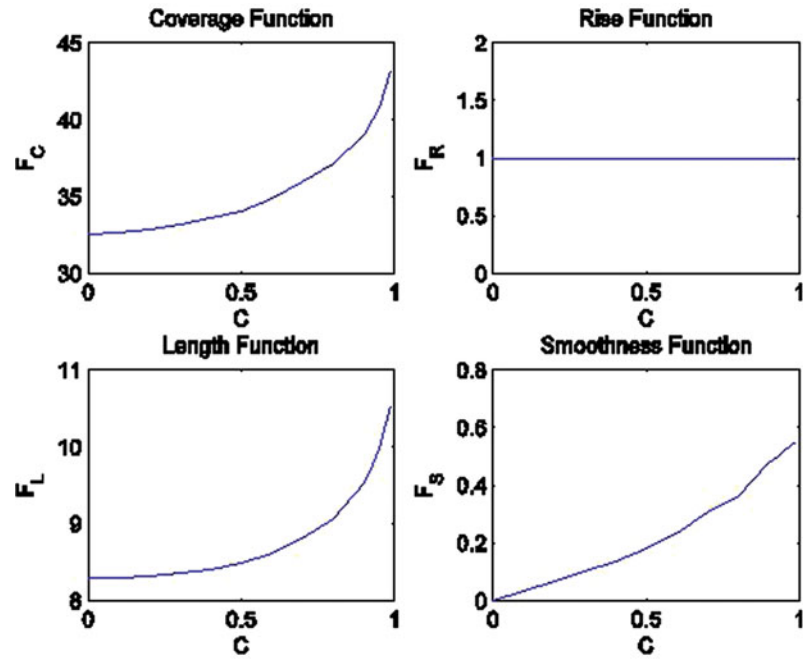 Coverage Function
45
40
35
30
F_C
0
0.5
1
C
Rise Function
2
1.5
1
0.5
0
F_R
0
0.5
1
C
Length Function
11
10
9
8
F_L
0
0.5
1
C
Smoothness Function
0.8
0.6
0.4
0.2
0
F_S
0
0.5
1
C